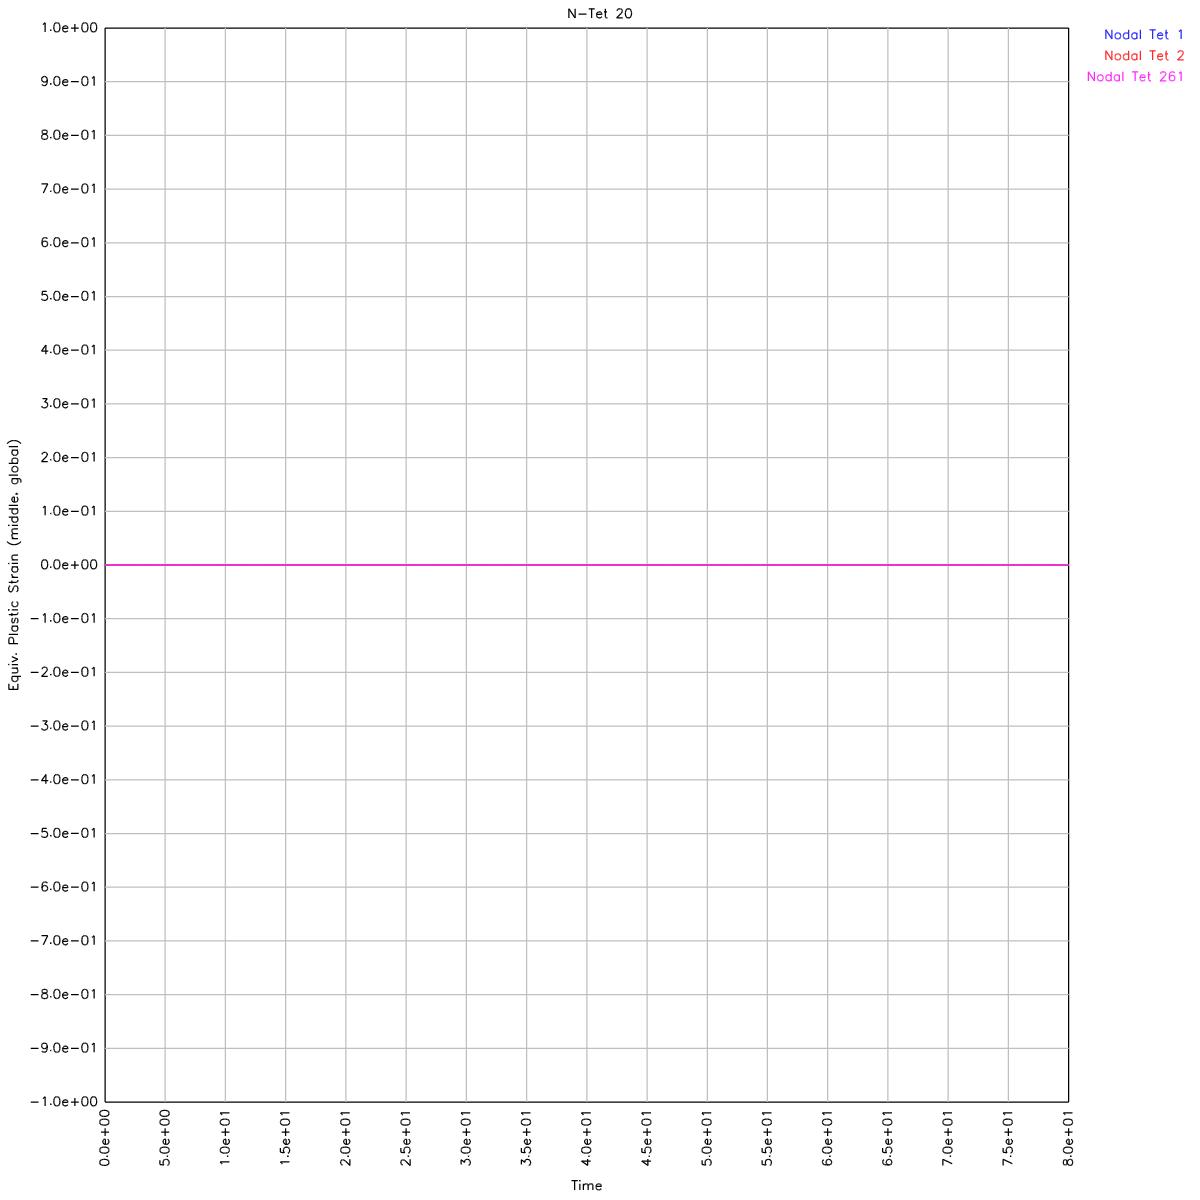 N-Tet 20
Nodal Tet 1
Nodal Tet 2
Nodal Tet 261
1.0e+00
9.0e-01
8.0e-01
7.0e-01
6.0e-01
5.0e-01
4.0e-01
3.0e-01
2.0e-01
1.0e-01
0.0e+00
-1.0e-01
-2.0e-01
-3.0e-01
-4.0e-01
-5.0e-01
-6.0e-01
-7.0e-01
-8.0e-01
-9.0e-01
-1.0e+00
Equiv. Plastic Strain (middle, global)
0.0e+00
5.0e+00
1.0e+01
1.5e+01
2.0e+01
2.5e+01
3.0e+01
3.5e+01
4.0e+01
4.5e+01
5.0e+01
5.5e+01
6.0e+01
6.5e+01
7.0e+01
7.5e+01
8.0e+01
Time